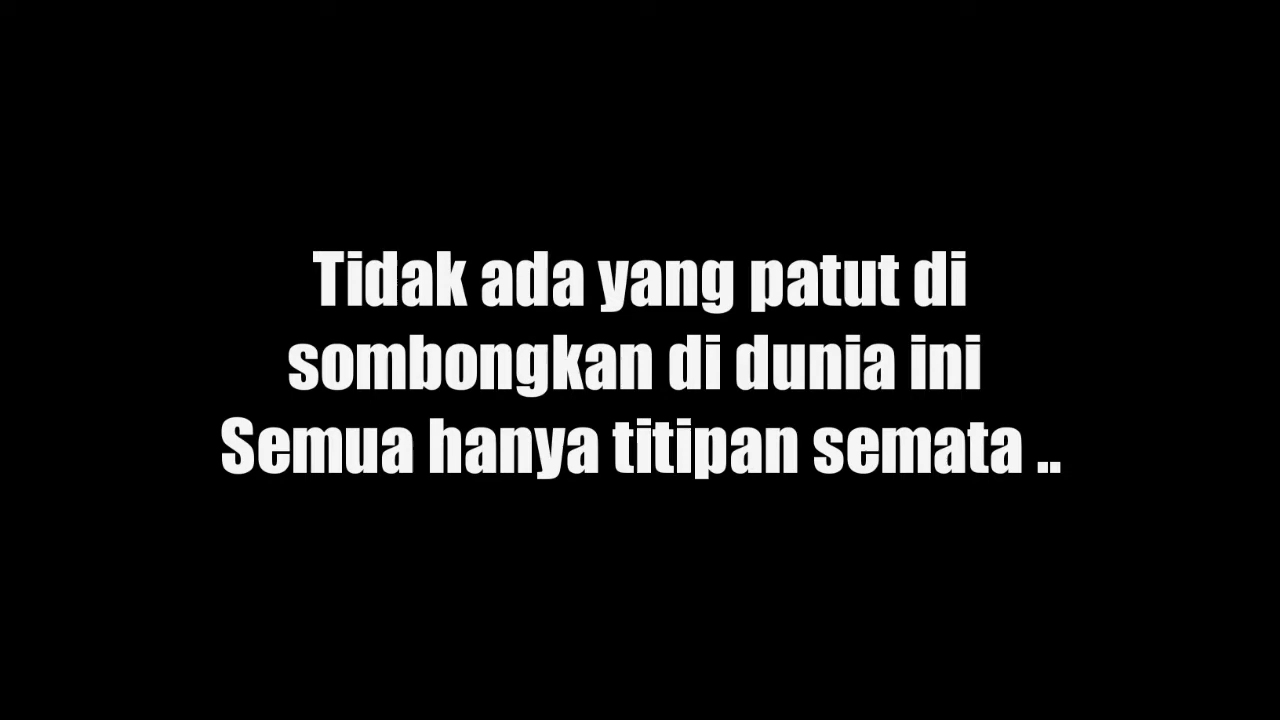 Tidak ada yang patut di
sombongkan di dunia ini
Semua hanya titipan semata ..